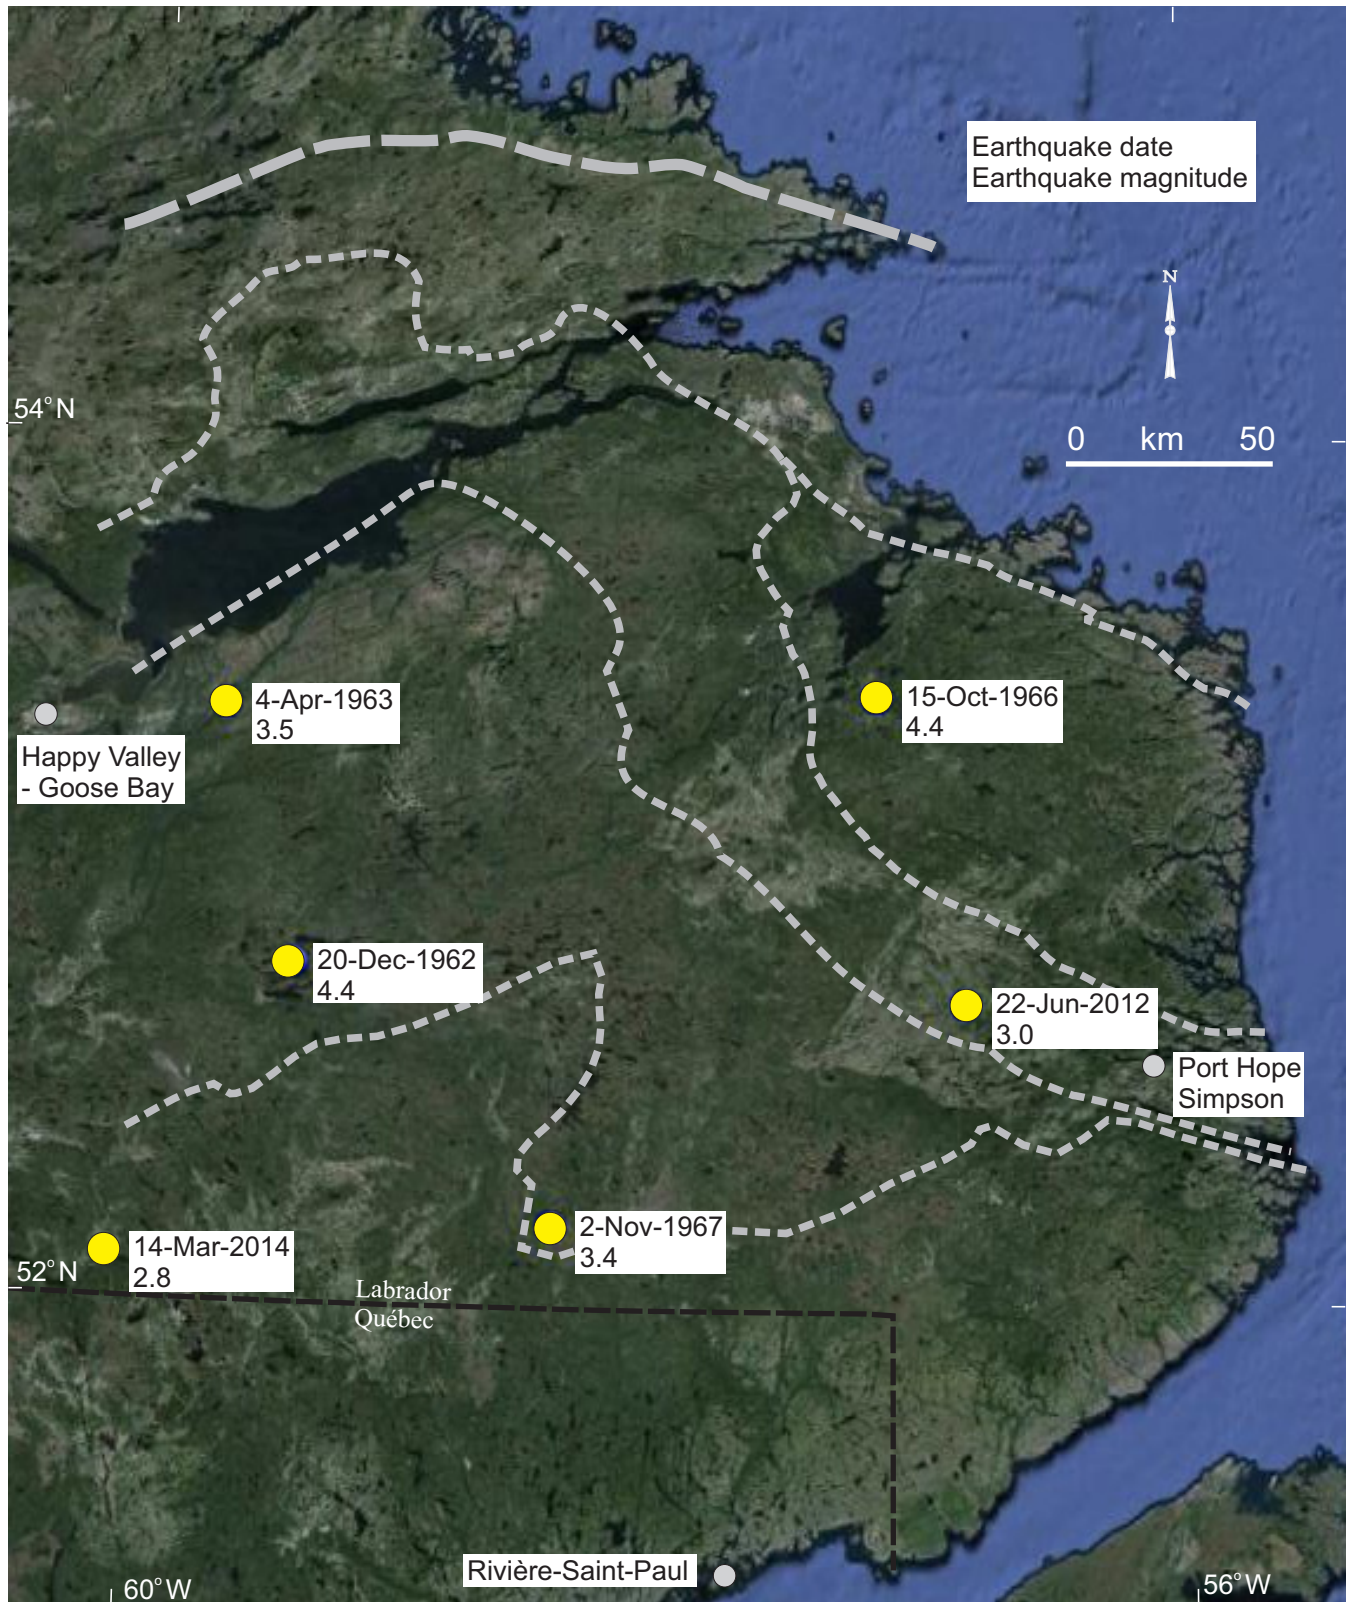 Earthquake date
Earthquake magnitude
N
54°N
0 km 50
4-Apr-1963
3.5
15-Oct-1966
4.4
Happy Valley
- Goose Bay
20-Dec-1962
4.4
22-Jun-2012
3.0
Port Hope
Simpson
2-Nov-1967
3.4
14-Mar-2014
2.8
52°N
Labrador
Québec
Rivière-Saint-Paul
60°W
56°W